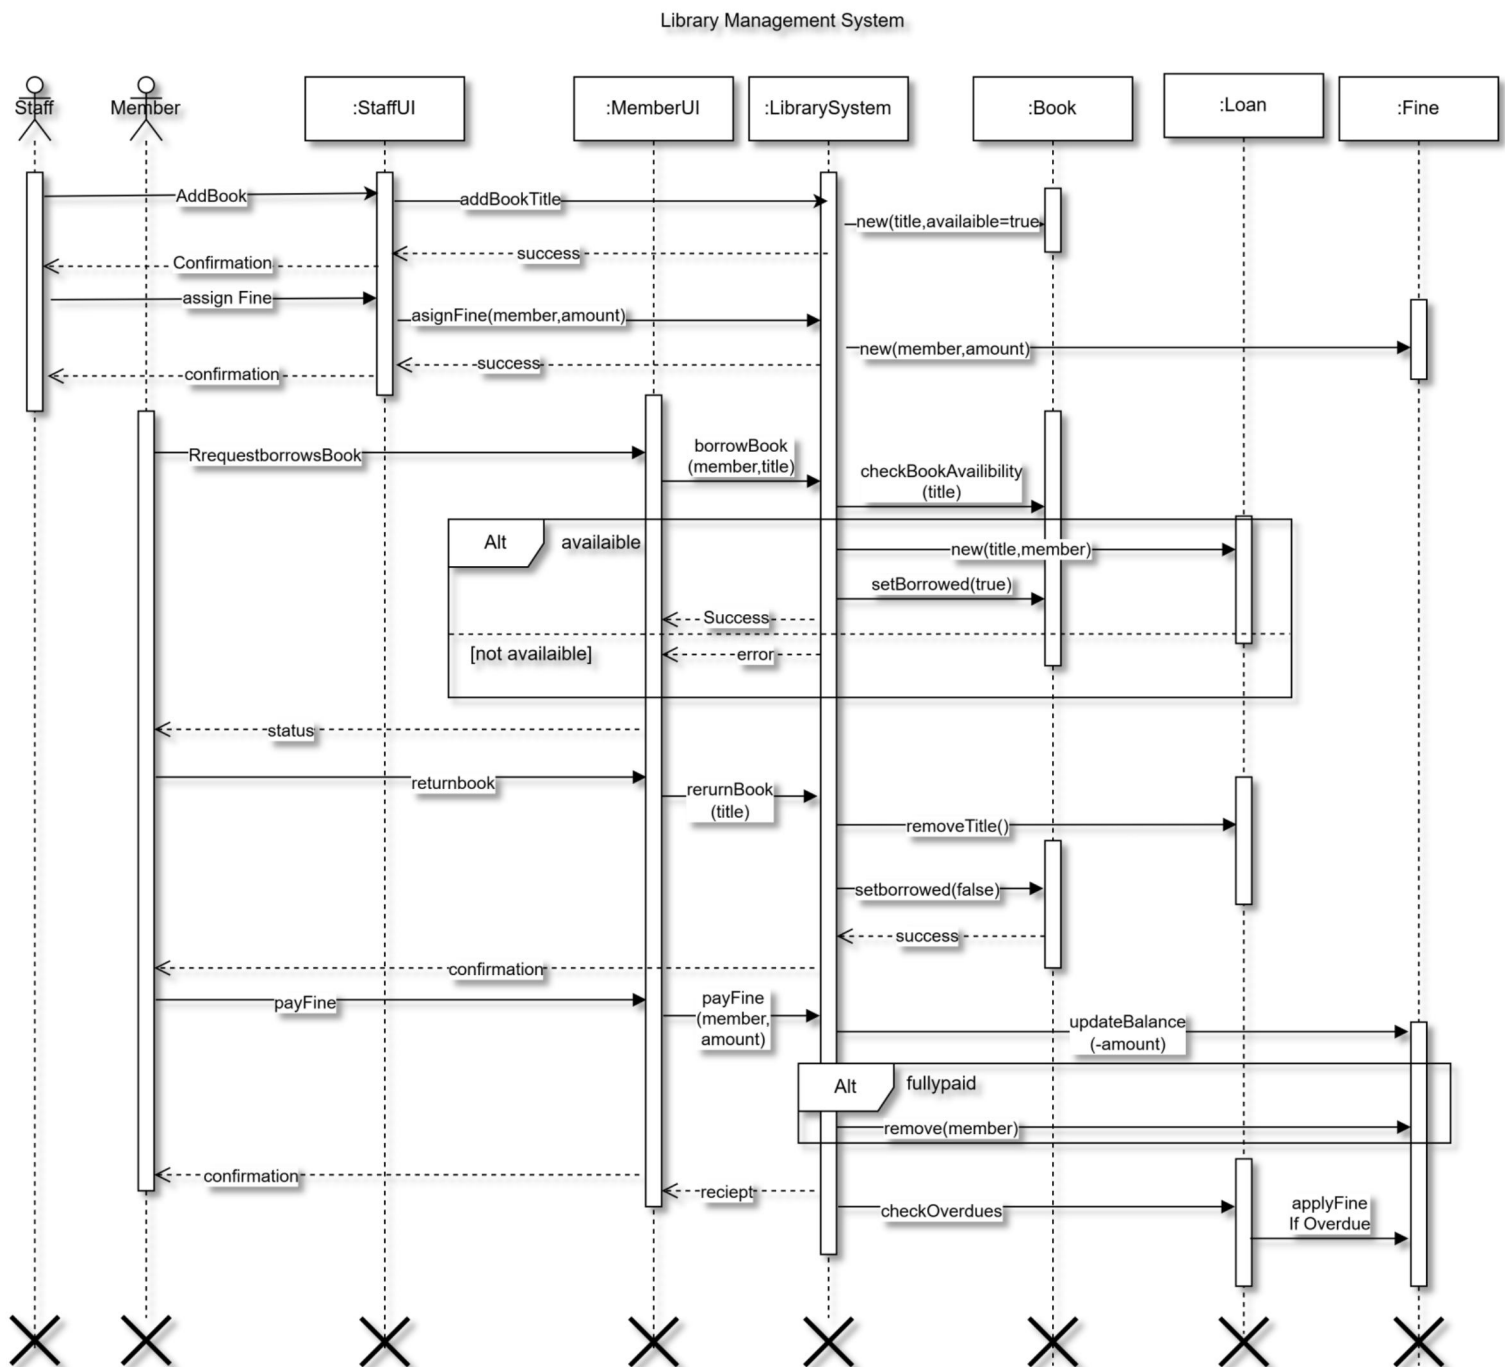 Library Management System
Staff
Member
:StaffUI
:MemberUI
:LibrarySystem
:Book
:Loan
:Fine
AddBook
addBookTitle
new(title,availaible=true
success
Confirmation
assign Fine
asignFine(member,amount)
new(member,amount)
success
confirmation
RrequestborrowsBook
borrowBook
(member,title)
checkBookAvailibility
(title)
Alt
availaible
new(title,member)
setBorrowed(true)
Success
[not availaible]
error
status
returnbook
rerurnBook
(title)
removeTitle()
setborrowed(false)
success
confirmation
payFine
payFine
(member,
amount)
updateBalance
(-amount)
Alt
fullypaid
remove(member)
confirmation
reciept
checkOverdues
applyFine
If Overdue